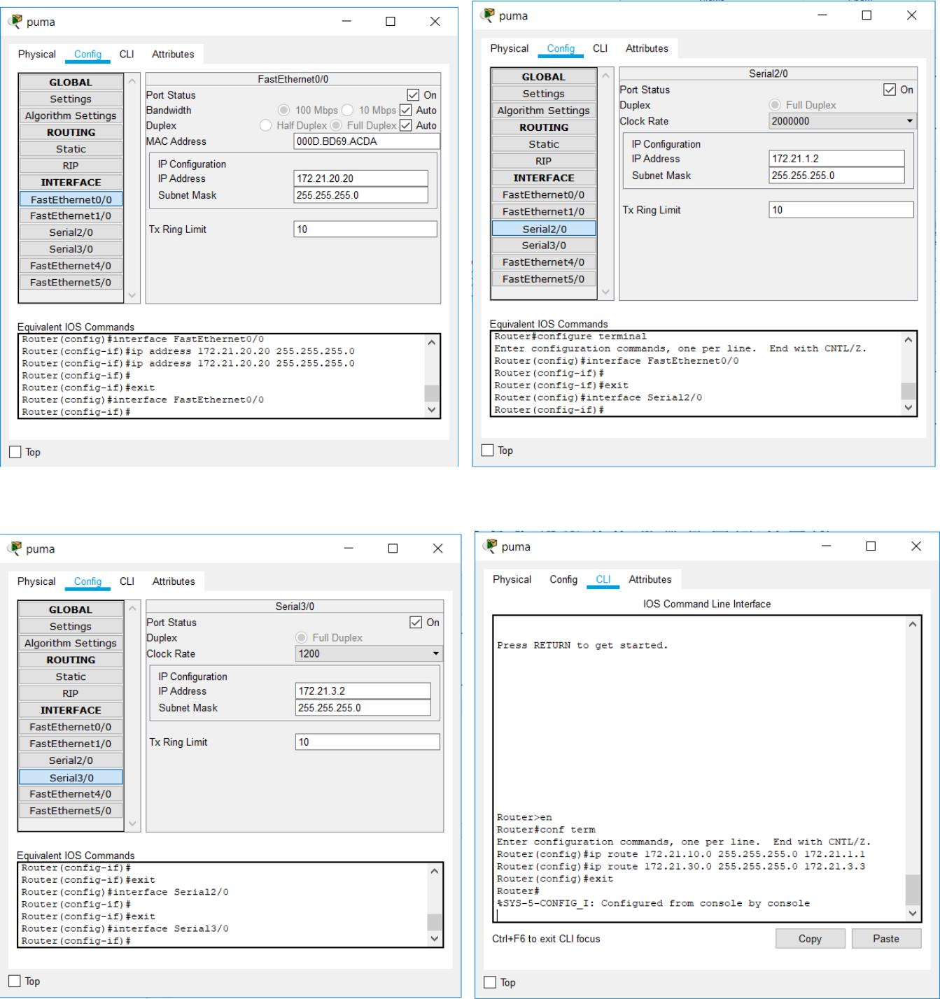 puma
Physical Config CLI Attributes
GLOBAL
Settings
Algorithm Settings
ROUTING
Static
RIP
INTERFACE
FastEthernet0/0
FastEthernet1/0
Serial2/0
Serial3/0
FastEthernet4/0
FastEthernet5/0
FastEthernet0/0
Port Status On
Bandwidth 100 Mbps 10 Mbps Auto
Duplex Half Duplex Full Duplex Auto
MAC Address 000D.BD69.ACDA
IP Configuration
IP Address 172.21.20.20
Subnet Mask 255.255.255.0
Tx Ring Limit 10
Equivalent IOS Commands
Router(config)#interface FastEthernet0/0
Router(config-if)#ip address 172.21.20.20 255.255.255.0
Router(config-if)#ip address 172.21.20.20 255.255.255.0
Router(config-if)#
Router(config-if)#exit
Router(config)#interface FastEthernet0/0
Router(config-if)#
Top
puma
Physical Config CLI Attributes
GLOBAL
Settings
Algorithm Settings
ROUTING
Static
RIP
INTERFACE
FastEthernet0/0
FastEthernet1/0
Serial2/0
Serial3/0
FastEthernet4/0
FastEthernet5/0
Serial2/0
Port Status On
Duplex Full Duplex
Clock Rate 2000000
IP Configuration
IP Address 172.21.1.2
Subnet Mask 255.255.255.0
Tx Ring Limit 10
Equivalent IOS Commands
Router#configure terminal
Enter configuration commands, one per line. End with CNTL/Z.
Router(config)#interface FastEthernet0/0
Router(config-if)#
Router(config-if)#exit
Router(config)#interface Serial2/0
Router(config-if)#
Top
puma
Physical Config CLI Attributes
GLOBAL
Settings
Algorithm Settings
ROUTING
Static
RIP
INTERFACE
FastEthernet0/0
FastEthernet1/0
Serial2/0
Serial3/0
FastEthernet4/0
FastEthernet5/0
Serial3/0
Port Status On
Duplex Full Duplex
Clock Rate 1200
IP Configuration
IP Address 172.21.3.2
Subnet Mask 255.255.255.0
Tx Ring Limit 10
Equivalent IOS Commands
Router(config-if)#
Router(config-if)#exit
Router(config)#interface Serial2/0
Router(config-if)#
Router(config-if)#exit
Router(config)#interface Serial3/0
Router(config-if)#
Top
puma
Physical Config CLI Attributes
IOS Command Line Interface
Press RETURN to get started.
Router>en
Router#conf term
Enter configuration commands, one per line. End with CNTL/Z.
Router(config)#ip route 172.21.10.0 255.255.255.0 172.21.1.1
Router(config)#ip route 172.21.30.0 255.255.255.0 172.21.3.3
Router(config)#exit
Router#
%SYS-5-CONFIG_I: Configured from console by console
Ctrl+F6 to exit CLI focus Copy Paste
Top